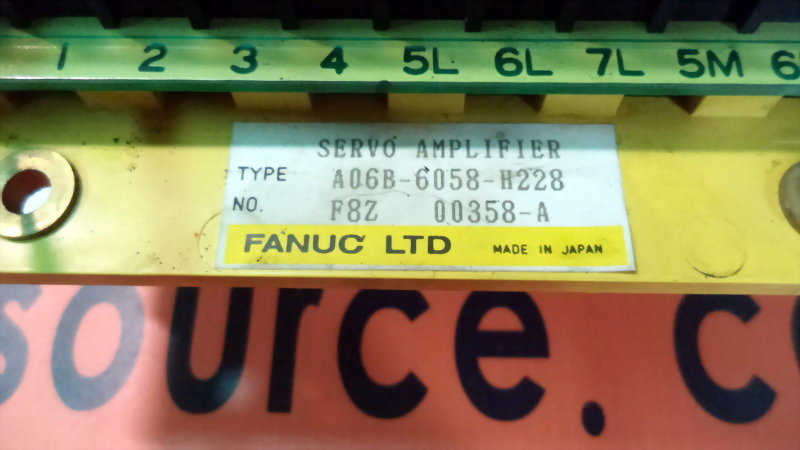 1 2 3 4 5L 6L 7L 5M 6
SERVO AMPLIFIER
TYPE A06B-6058-H228
NO. F8Z 00358-A
FANUC LTD MADE IN JAPAN
source.c